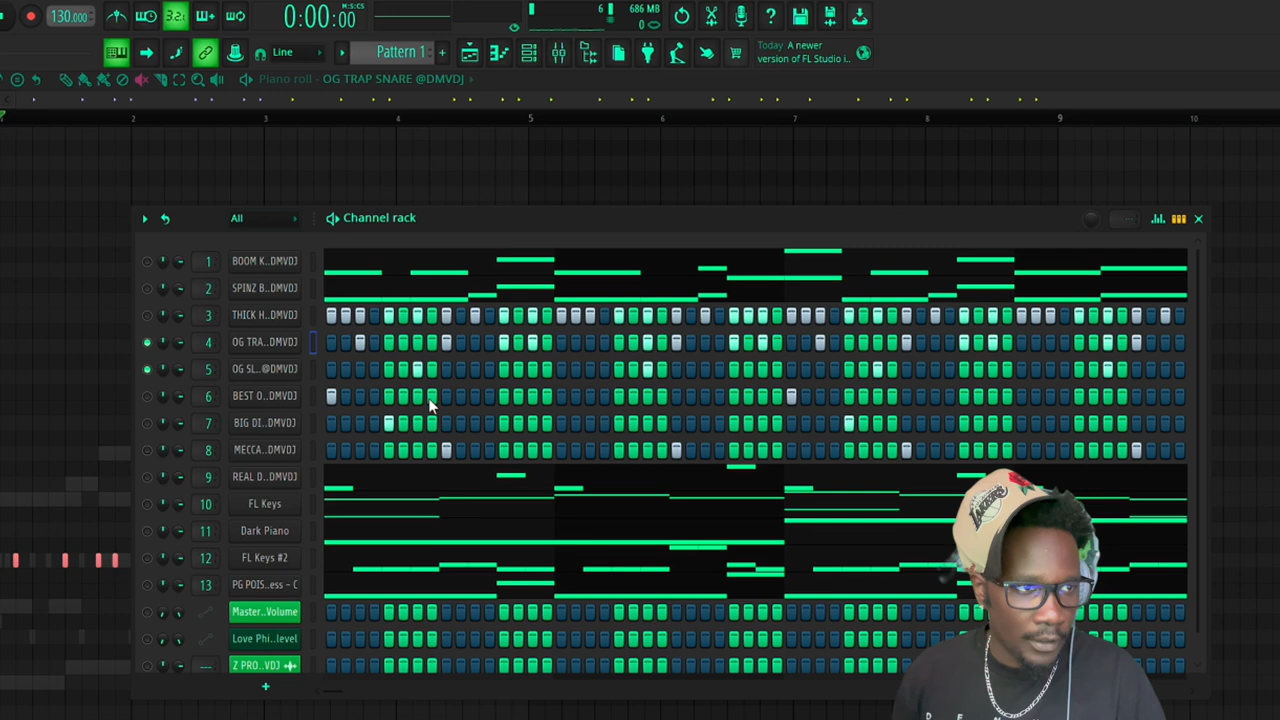 130.000 3.2.: 0:00:00 M:S:CS 6 686 MB 0
Line Pattern 1 + Today A newer
version of FL Studio i..
Piano roll - OG TRAP SNARE @DMVDJ
2 3 4 5 6 7 8 9 10
All Channel rack
1 BOOM K..DMVDJ
2 SPINZ B..DMVDJ
3 THICK H..DMVDJ
4 OG TRA..DMVDJ
5 OG SL..@DMVDJ
6 BEST O..DMVDJ
7 BIG DI..DMVDJ
8 MECCA..DMVDJ
9 REAL D..DMVDJ
10 FL Keys
11 Dark Piano
12 FL Keys #2
13 PG POIS..ess - C
Master..Volume
Love Phi..level
--- Z PRO..VDJ
+